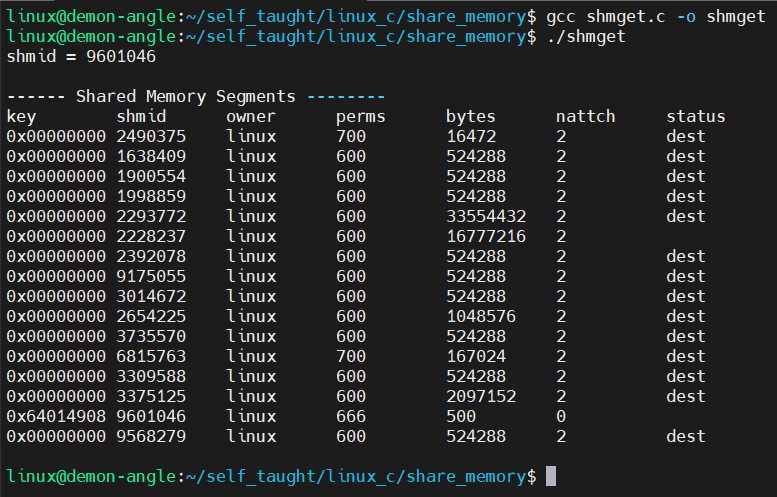 linux@demon-angle:~/self_taught/linux_c/share_memory$ gcc shmget.c -o shmget
linux@demon-angle:~/self_taught/linux_c/share_memory$ ./shmget
shmid = 9601046

------ Shared Memory Segments --------
key        shmid      owner      perms      bytes      nattch     status
0x00000000 2490375    linux      700        16472      2          dest
0x00000000 1638409    linux      600        524288     2          dest
0x00000000 1900554    linux      600        524288     2          dest
0x00000000 1998859    linux      600        524288     2          dest
0x00000000 2293772    linux      600        33554432   2          dest
0x00000000 2228237    linux      600        16777216   2
0x00000000 2392078    linux      600        524288     2          dest
0x00000000 9175055    linux      600        524288     2          dest
0x00000000 3014672    linux      600        524288     2          dest
0x00000000 2654225    linux      600        1048576    2          dest
0x00000000 3735570    linux      600        524288     2          dest
0x00000000 6815763    linux      700        167024     2          dest
0x00000000 3309588    linux      600        524288     2          dest
0x00000000 3375125    linux      600        2097152    2          dest
0x64014908 9601046    linux      666        500        0
0x00000000 9568279    linux      600        524288     2          dest

linux@demon-angle:~/self_taught/linux_c/share_memory$